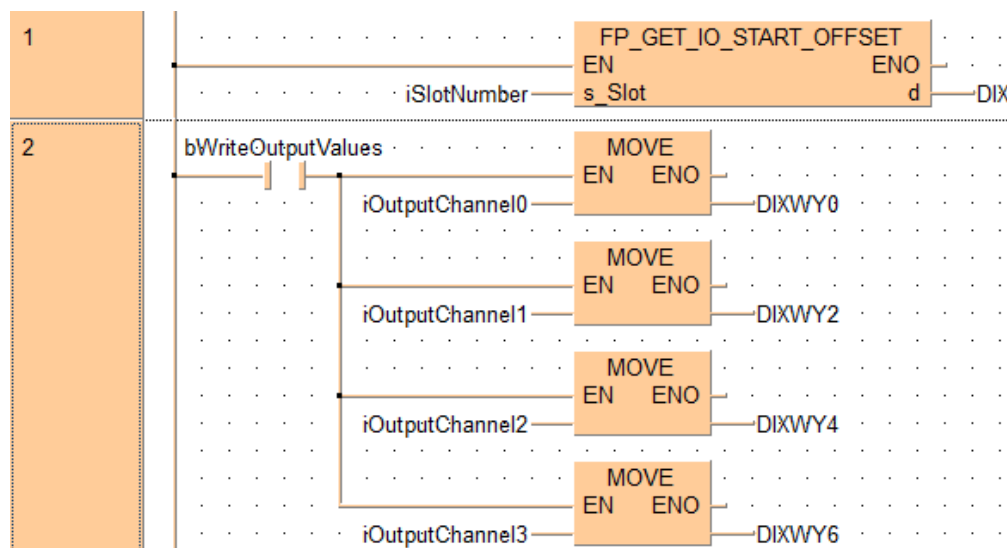 1
FP_GET_IO_START_OFFSET
EN ENO
iSlotNumber s_Slot d DIX
2
bWriteOutputValues MOVE
EN ENO
iOutputChannel0 DIXWY0
MOVE
EN ENO
iOutputChannel1 DIXWY2
MOVE
EN ENO
iOutputChannel2 DIXWY4
MOVE
EN ENO
iOutputChannel3 DIXWY6